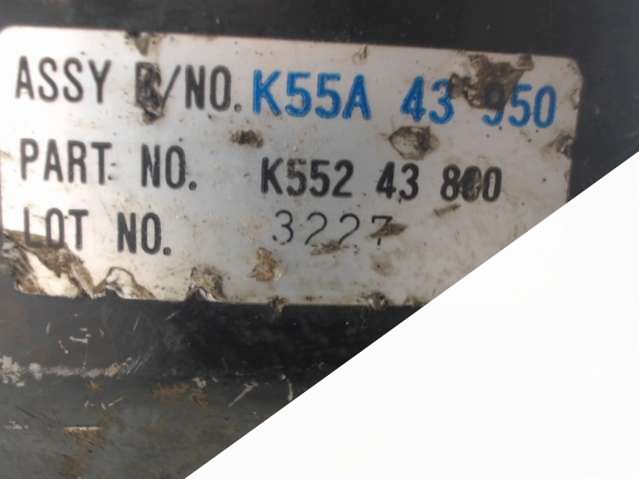 ASSY P/NO. K55A 43 950
PART NO. K552 43 800
LOT NO. 3227